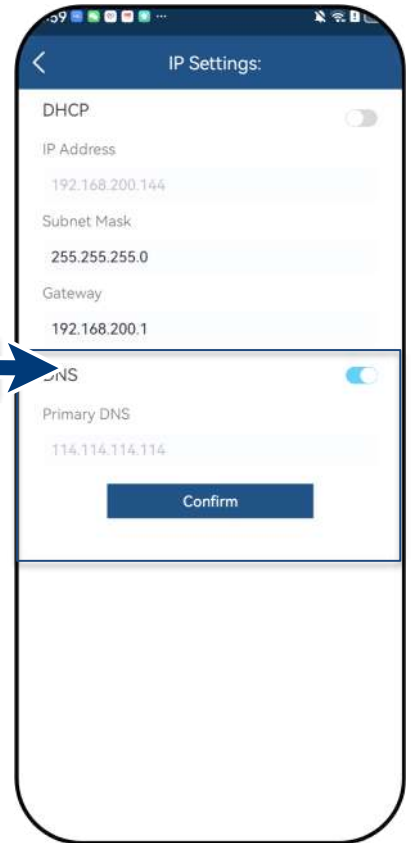 :59
IP Settings:
DHCP
IP Address
192.168.200.144
Subnet Mask
255.255.255.0
Gateway
192.168.200.1
DNS
Primary DNS
114.114.114.114
Confirm